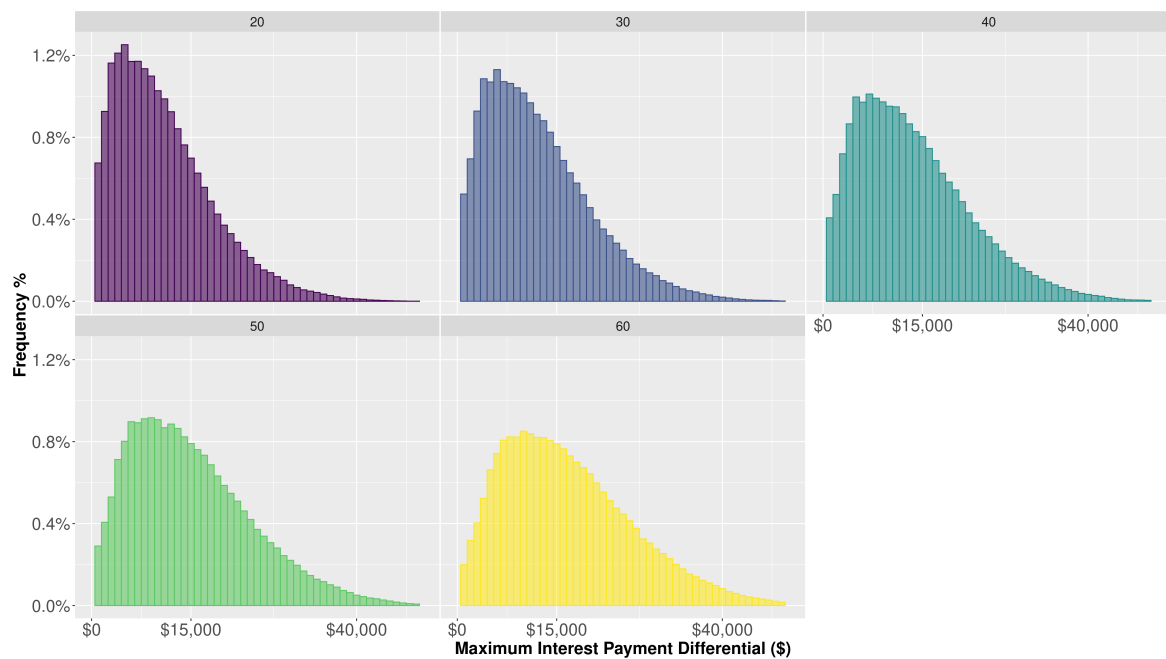 20 30 40
1.2%
0.8%
0.4%
0.0%
Frequency %
$0 $15,000 $40,000
50 60
1.2%
0.8%
0.4%
0.0%
$0 $15,000 $40,000 $0 $15,000 $40,000
Maximum Interest Payment Differential ($)